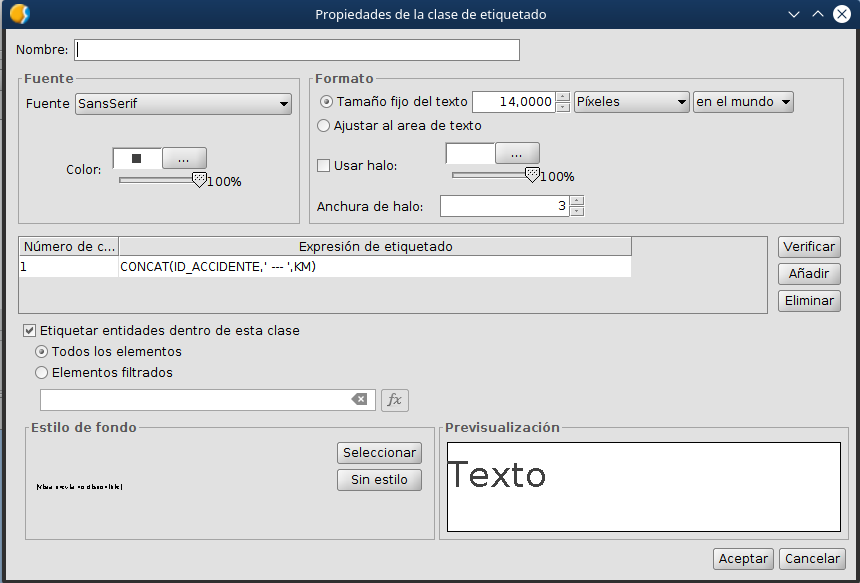 Propiedades de la clase de etiquetado
Nombre:
Fuente
Fuente SansSerif
Color: ...
100%
Formato
Tamaño fijo del texto 14,0000 Píxeles en el mundo
Ajustar al area de texto
Usar halo: ...
100%
Anchura de halo: 3
Número de c... Expresión de etiquetado
1 CONCAT(ID_ACCIDENTE,' --- ',KM)
Verificar
Añadir
Eliminar
Etiquetar entidades dentro de esta clase
Todos los elementos
Elementos filtrados
fx
Estilo de fondo
Seleccionar
Sin estilo
Previsualización
Texto
Aceptar Cancelar